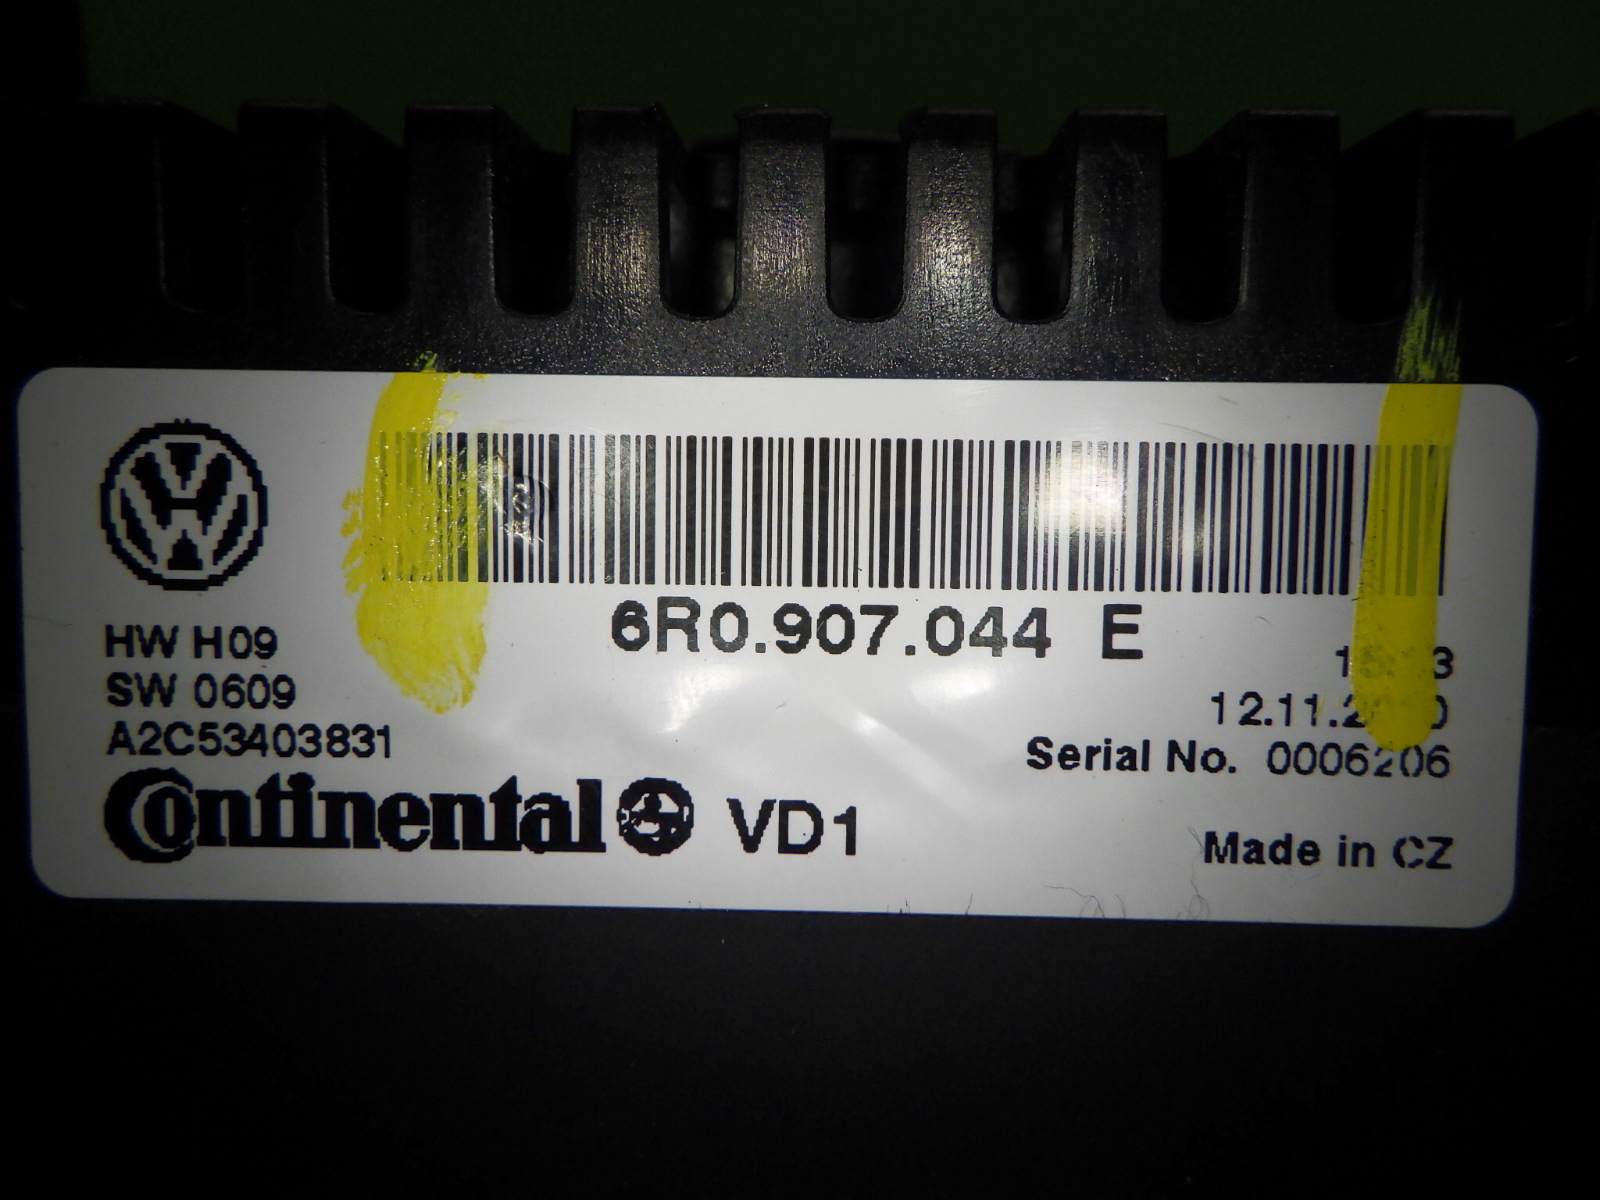 6R0.907.044 E
HW H09
SW 0609
A2C53403831
Serial No. 0006206
Continental VD1
Made in CZ